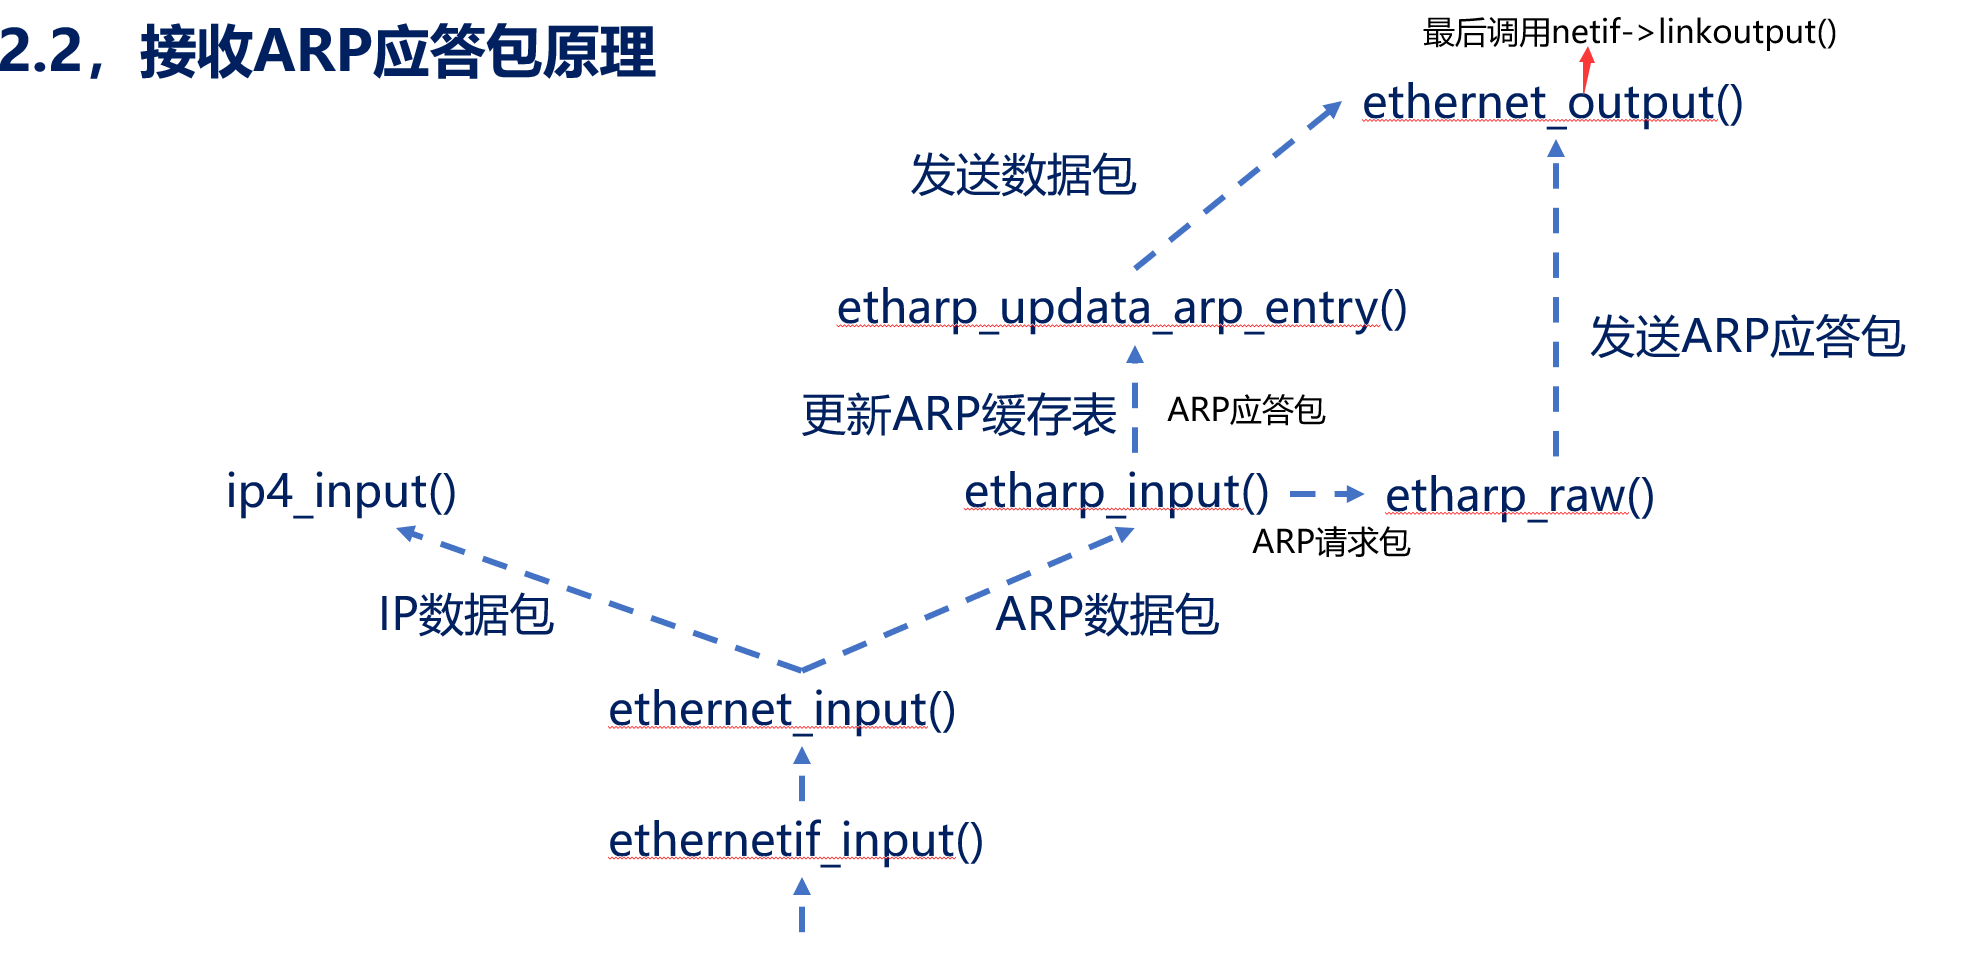 2.2，接收ARP应答包原理
最后调用netif->linkoutput()
ethernet_output()
发送数据包
etharp_updata_arp_entry()
发送ARP应答包
更新ARP缓存表
ARP应答包
ip4_input()
etharp_input()
etharp_raw()
ARP请求包
IP数据包
ARP数据包
ethernet_input()
ethernetif_input()